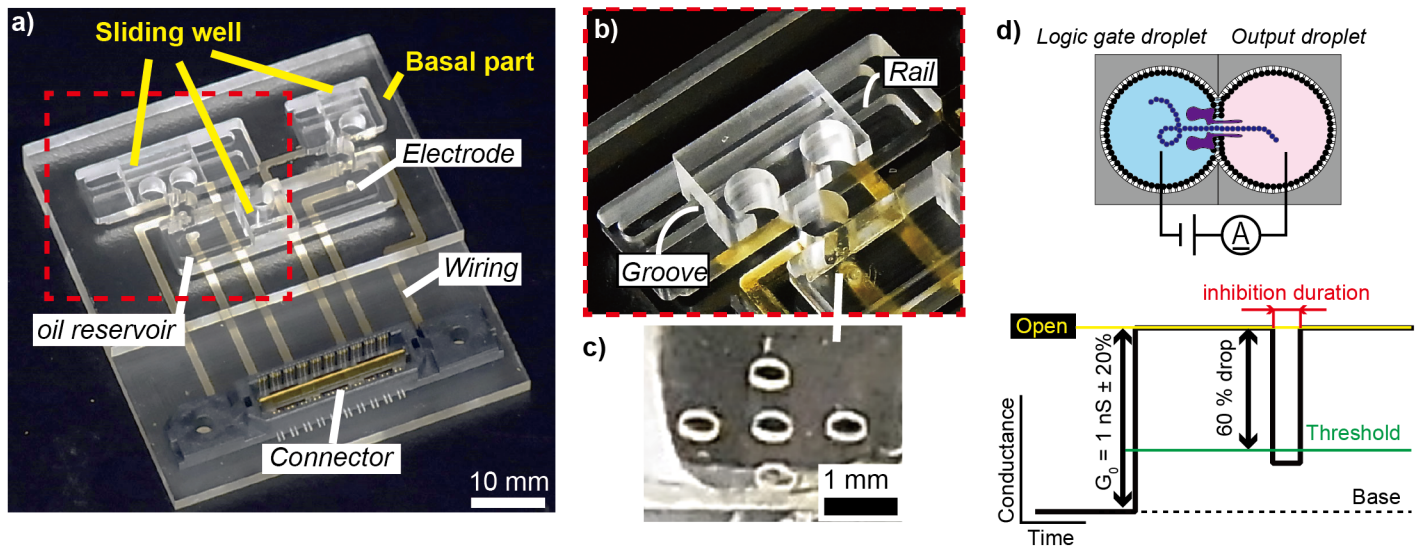 a)
Sliding well
Basal part
Electrode
Wiring
oil reservoir
Connector
10 mm
b)
Rail
Groove
c)
1 mm
d)
Logic gate droplet
Output droplet
A
inhibition duration
Open
G₀ = 1 nS ± 20%
60 % drop
Threshold
Conductance
Base
Time